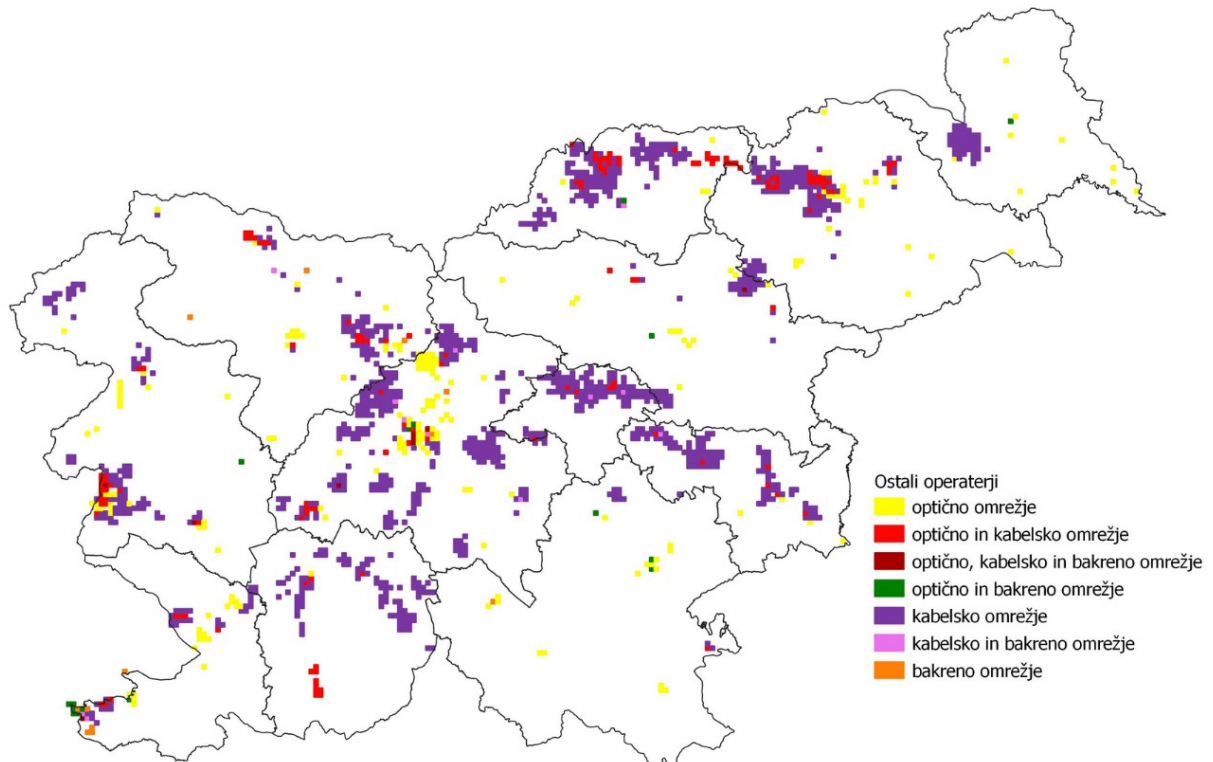 Ostali operaterji
optično omrežje
optično in kabelsko omrežje
optično, kabelsko in bakreno omrežje
optično in bakreno omrežje
kabelsko omrežje
kabelsko in bakreno omrežje
bakreno omrežje